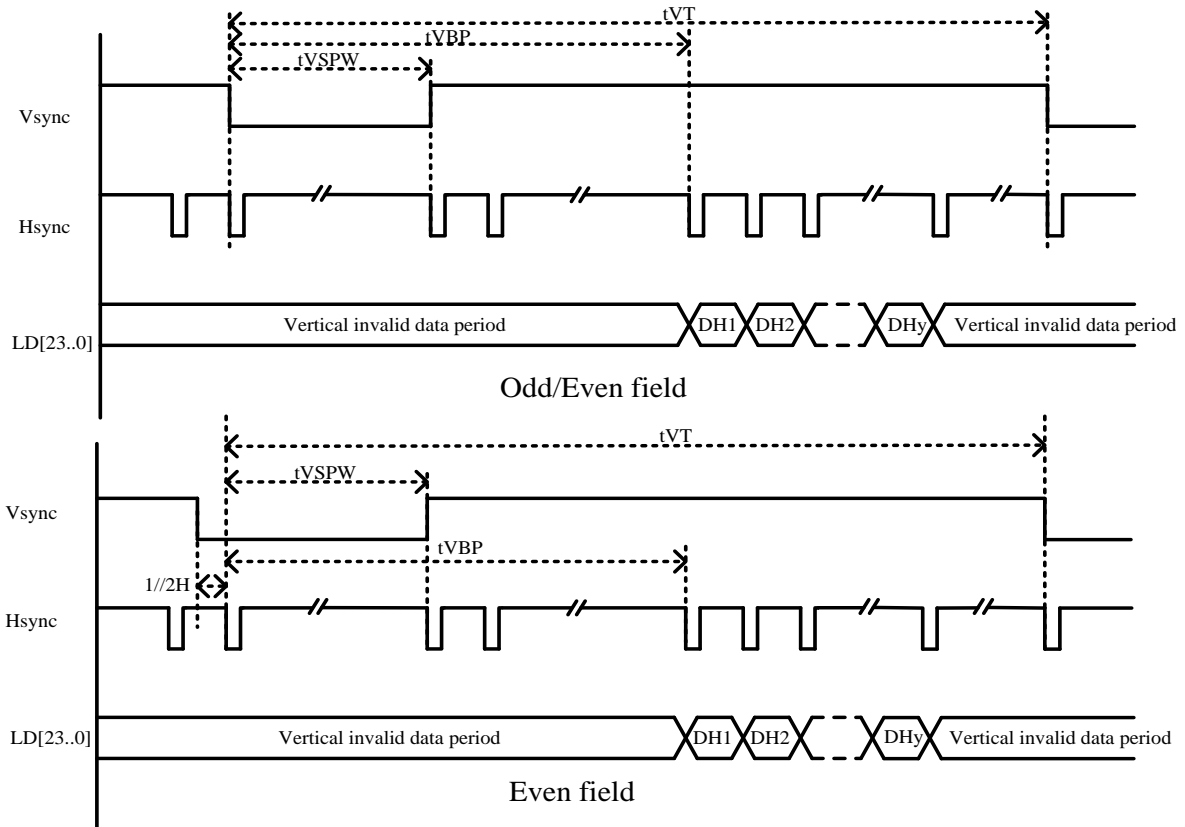 tVT
tVBP
tVSPW
Vsync
Hsync
LD[23..0]
Vertical invalid data period
DH1
DH2
DHy
Vertical invalid data period
Odd/Even field
tVT
tVSPW
Vsync
tVBP
1//2H
Hsync
LD[23..0]
Vertical invalid data period
DH1
DH2
DHy
Vertical invalid data period
Even field